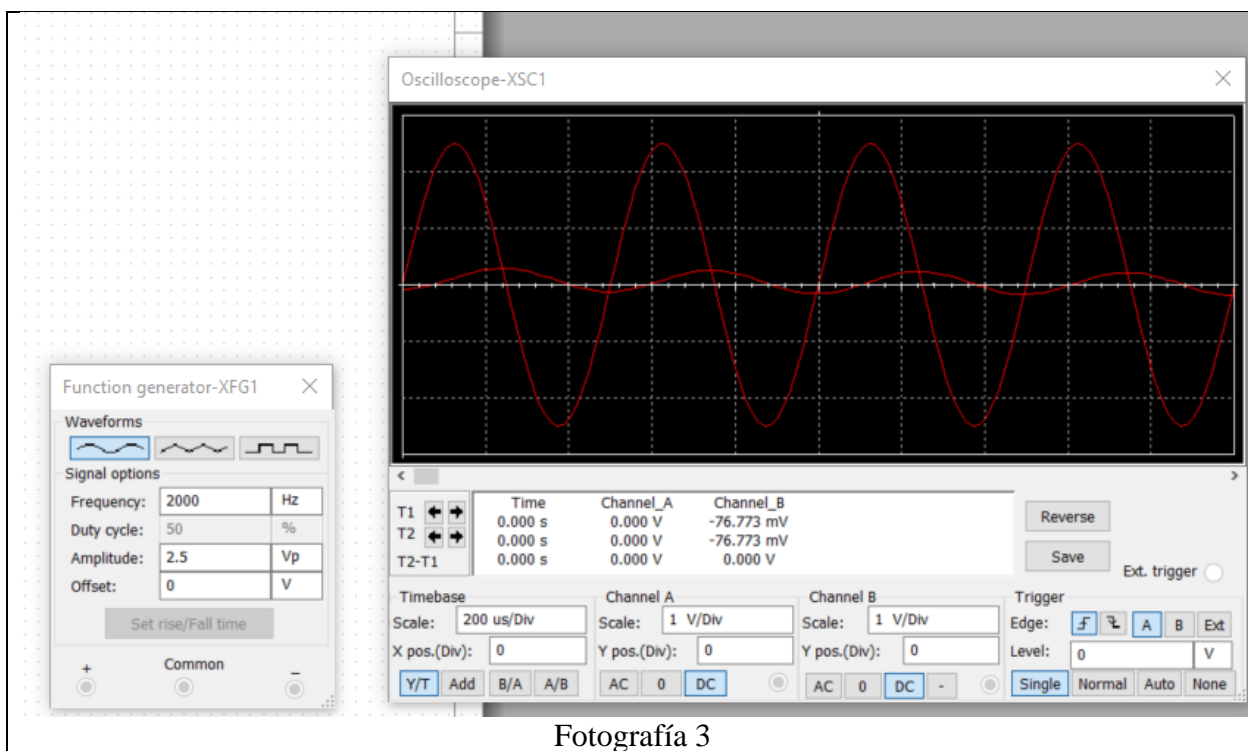 Oscilloscope-XSC1
Function generator-XFG1
Waveforms
Signal options
Frequency: 2000 Hz
Duty cycle: 50 %
Amplitude: 2.5 Vp
Offset: 0 V
Set rise/Fall time
+ Common −
Time Channel_A Channel_B
T1 0.000 s 0.000 V -76.773 mV
T2 0.000 s 0.000 V -76.773 mV
T2-T1 0.000 s 0.000 V 0.000 V
Reverse
Save
Ext. trigger
Timebase
Scale: 200 us/Div
X pos.(Div): 0
Y/T Add B/A A/B
Channel A
Scale: 1 V/Div
Y pos.(Div): 0
AC 0 DC
Channel B
Scale: 1 V/Div
Y pos.(Div): 0
AC 0 DC -
Trigger
Edge: A B Ext
Level: 0 V
Single Normal Auto None
Fotografía 3